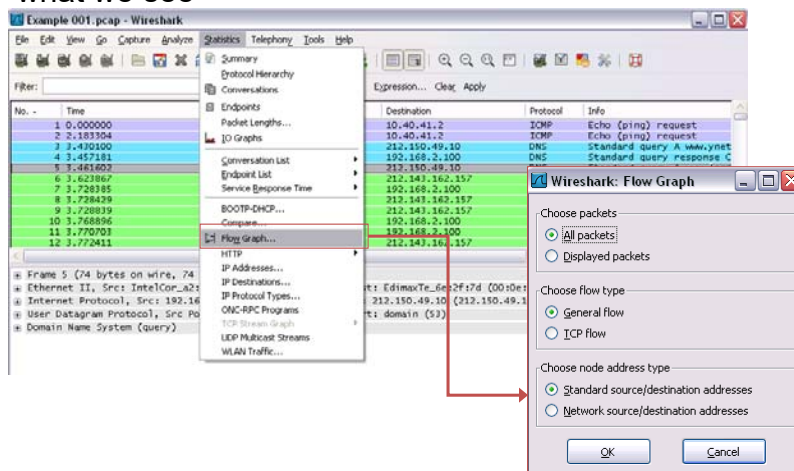 what we see
Example 001.pcap - Wireshark
File Edit View Go Capture Analyze Statistics Telephony Tools Help
Filter:
Expression... Clear Apply
No. - Time Destination Protocol Info
1 0.000000 10.40.41.2 ICMP Echo (ping) request
2 2.183304 10.40.41.2 ICMP Echo (ping) request
3 3.430100 212.150.49.10 DNS Standard query A www.ynet
4 3.457181 192.168.2.100 DNS Standard query response C
5 3.461602 212.150.49.10
6 3.623867 212.143.162.157
7 3.728385 192.168.2.100
8 3.728429 212.143.162.157
9 3.728839 212.143.162.157
10 3.768896 192.168.2.100
11 3.770703 192.168.2.100
12 3.772411 212.143.162.157
Summary
Protocol Hierarchy
Conversations
Endpoints
Packet Lengths...
IO Graphs
Conversation List
Endpoint List
Service Response Time
BOOTP-DHCP...
Compare...
Flow Graph...
HTTP
IP Addresses...
IP Destinations...
IP Protocol Types...
ONC-RPC Programs
TCP Stream Graph
UDP Multicast Streams
WLAN Traffic...
Frame 5 (74 bytes on wire, 74
Ethernet II, Src: IntelCor_a2: t: EdimaxTe_6e:2f:7d (00:0e:
Internet Protocol, Src: 192.16 212.150.49.10 (212.150.49.1
User Datagram Protocol, Src Po t: domain (53)
Domain Name System (query)
Wireshark: Flow Graph
Choose packets
All packets
Displayed packets
Choose flow type
General flow
TCP flow
Choose node address type
Standard source/destination addresses
Network source/destination addresses
OK Cancel